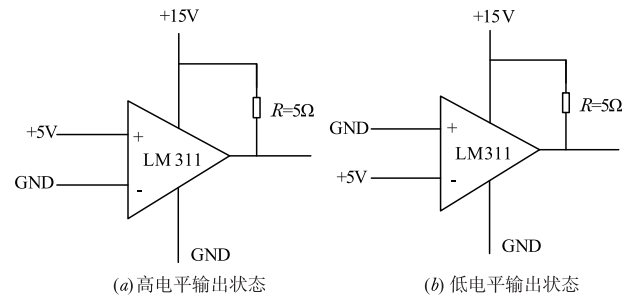 +15V
R=5Ω
+5V
+
LM 311
GND
-
GND
(a) 高电平输出状态
+15V
R=5Ω
GND
+
LM311
+5V
-
GND
(b) 低电平输出状态